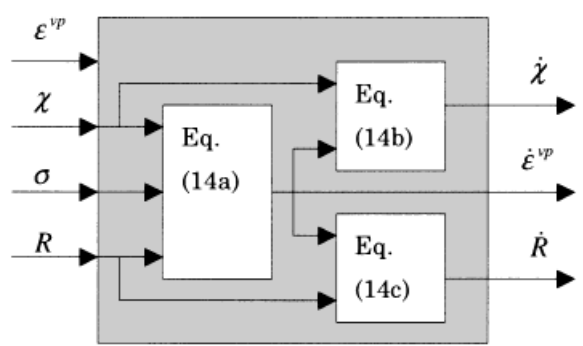 ε^vp
χ
σ
R
Eq.
(14a)
Eq.
(14b)
Eq.
(14c)
χ̇
ε̇^vp
Ṙ